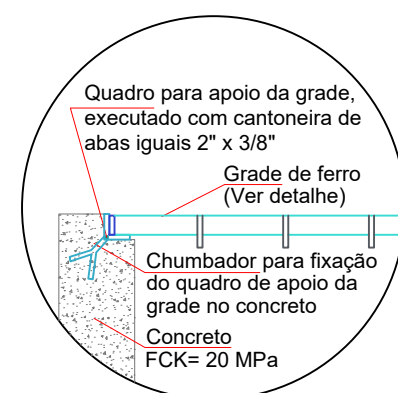 Quadro para apoio da grade,
executado com cantoneira de
abas iguais 2" x 3/8"
Grade de ferro
(Ver detalhe)
Chumbador para fixação
do quadro de apoio da
grade no concreto
Concreto
FCK= 20 MPa